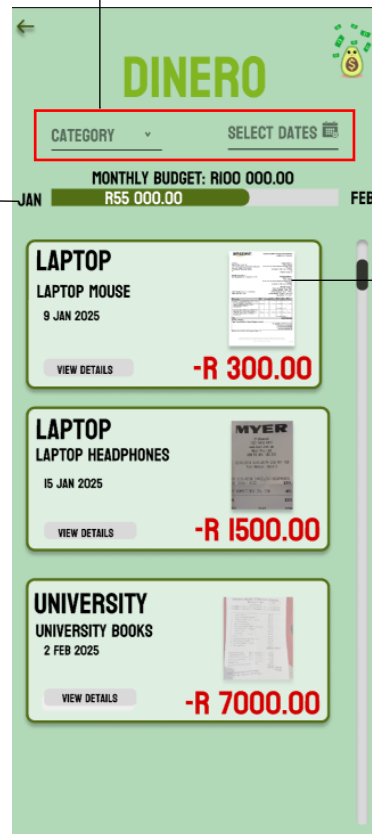 DINERO
CATEGORY
SELECT DATES
MONTHLY BUDGET: R100 000.00
JAN
R55 000.00
FEB
LAPTOP
LAPTOP MOUSE
9 JAN 2025
VIEW DETAILS
-R 300.00
LAPTOP
MYER
LAPTOP HEADPHONES
15 JAN 2025
VIEW DETAILS
-R 1500.00
UNIVERSITY
UNIVERSITY BOOKS
2 FEB 2025
VIEW DETAILS
-R 7000.00